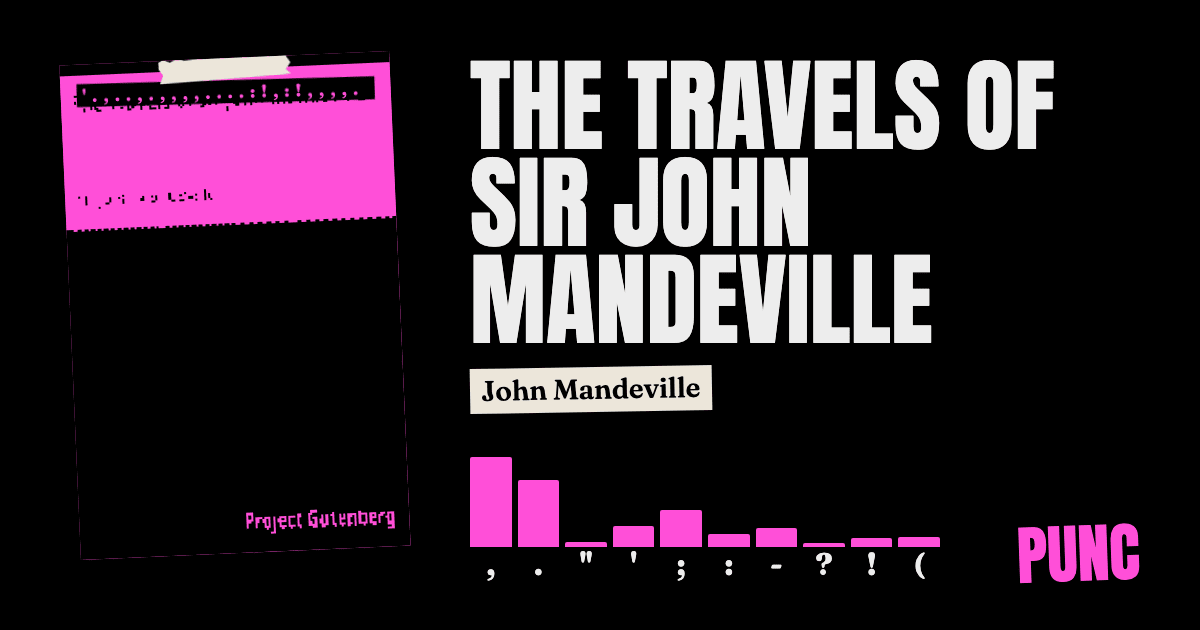 '.,..,.,,,,,....:!,:!,,,,,.
Project Gutenberg
THE TRAVELS OF
SIR JOHN
MANDEVILLE
John Mandeville
, . " ' ; : - ? ! (
PUNC